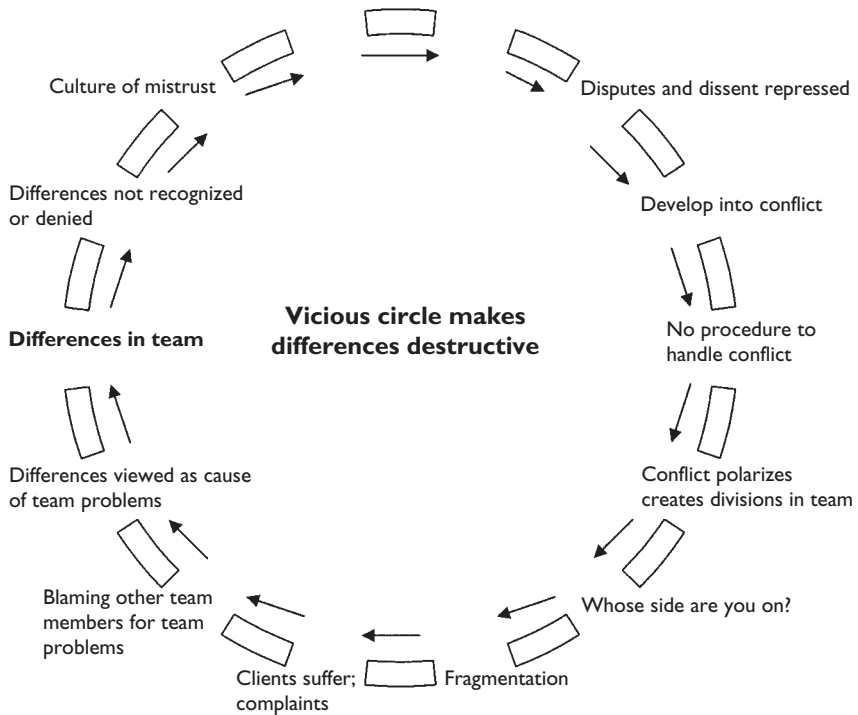 Culture of mistrust
Disputes and dissent repressed
Differences not recognized
or denied
Develop into conflict
Vicious circle makes
differences destructive
Differences in team
No procedure to
handle conflict
Differences viewed as cause
of team problems
Conflict polarizes
creates divisions in team
Blaming other team
members for team
problems
Whose side are you on?
Clients suffer;
complaints
Fragmentation